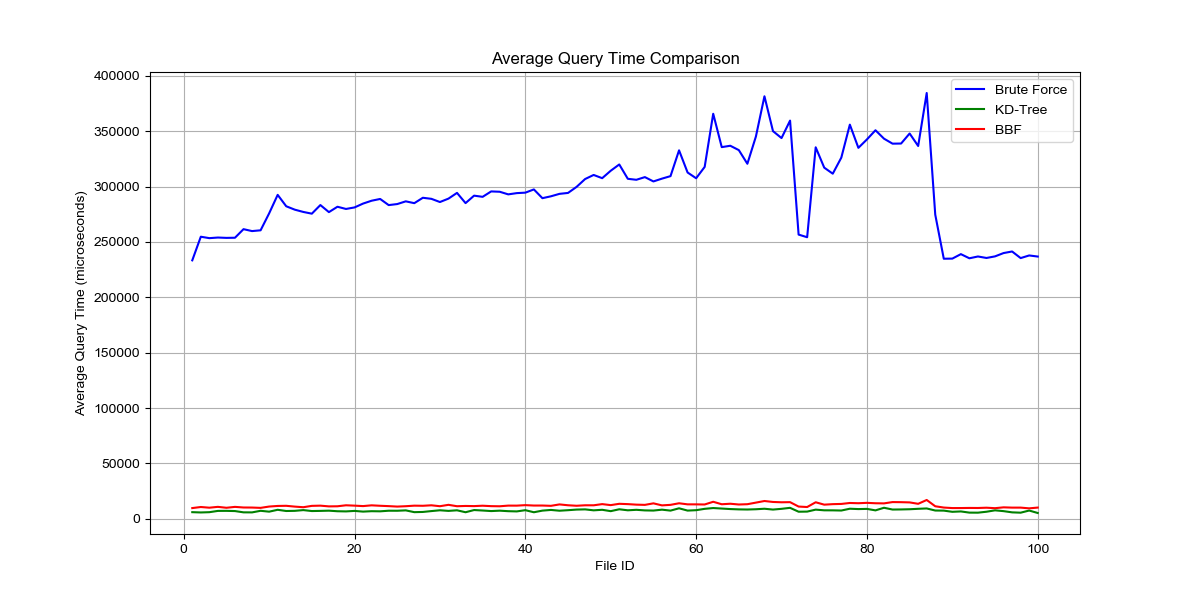 Average Query Time Comparison
Average Query Time (microseconds)
400000
350000
300000
250000
200000
150000
100000
50000
0
Brute Force
KD-Tree
BBF
0 20 40 60 80 100
File ID